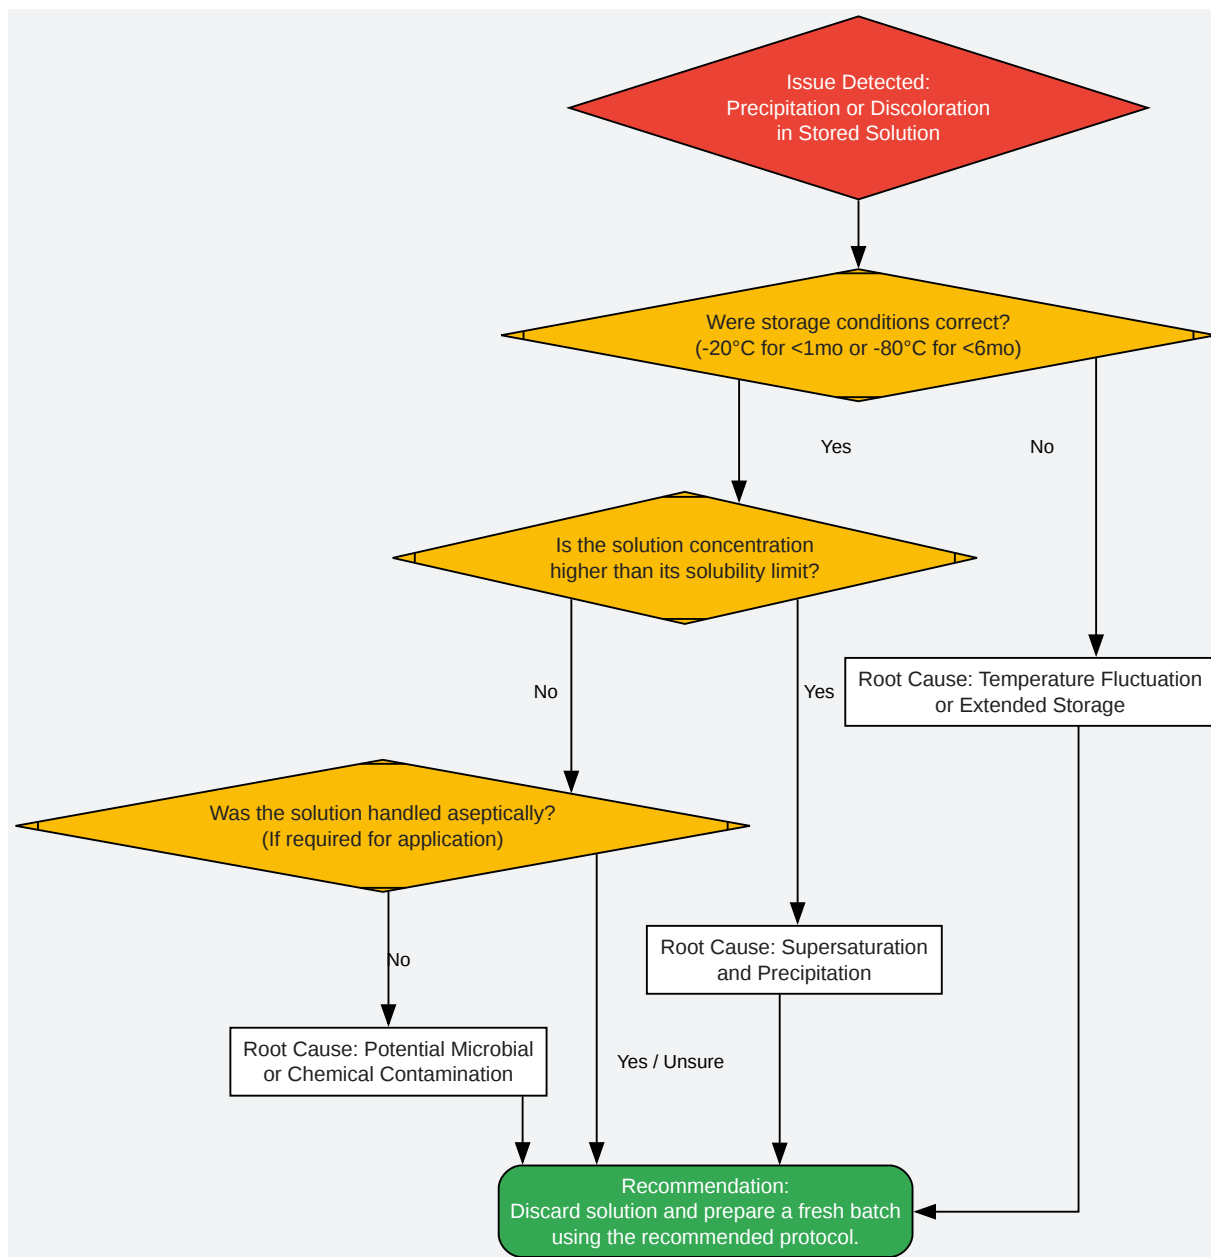 Issue Detected:
Precipitation or Discoloration
in Stored Solution
Were storage conditions correct?
(-20°C for <1mo or -80°C for <6mo)
Yes
No
Is the solution concentration
higher than its solubility limit?
No
Yes
Root Cause: Temperature Fluctuation
or Extended Storage
Was the solution handled aseptically?
(If required for application)
No
Root Cause: Supersaturation
and Precipitation
Root Cause: Potential Microbial
or Chemical Contamination
Yes / Unsure
Recommendation:
Discard solution and prepare a fresh batch
using the recommended protocol.